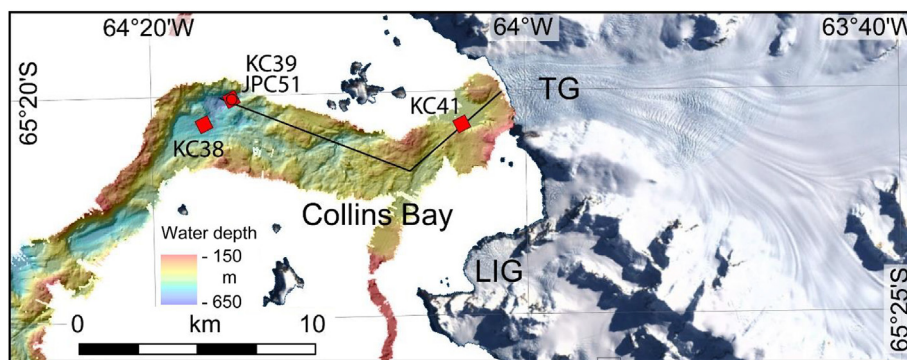 64°20'W
64°W
63°40'W
65°20'S
KC39
JPC51
KC41
TG
KC38
Collins Bay
Water depth
- 150
m
- 650
LIG
65°25'S
0 km 10